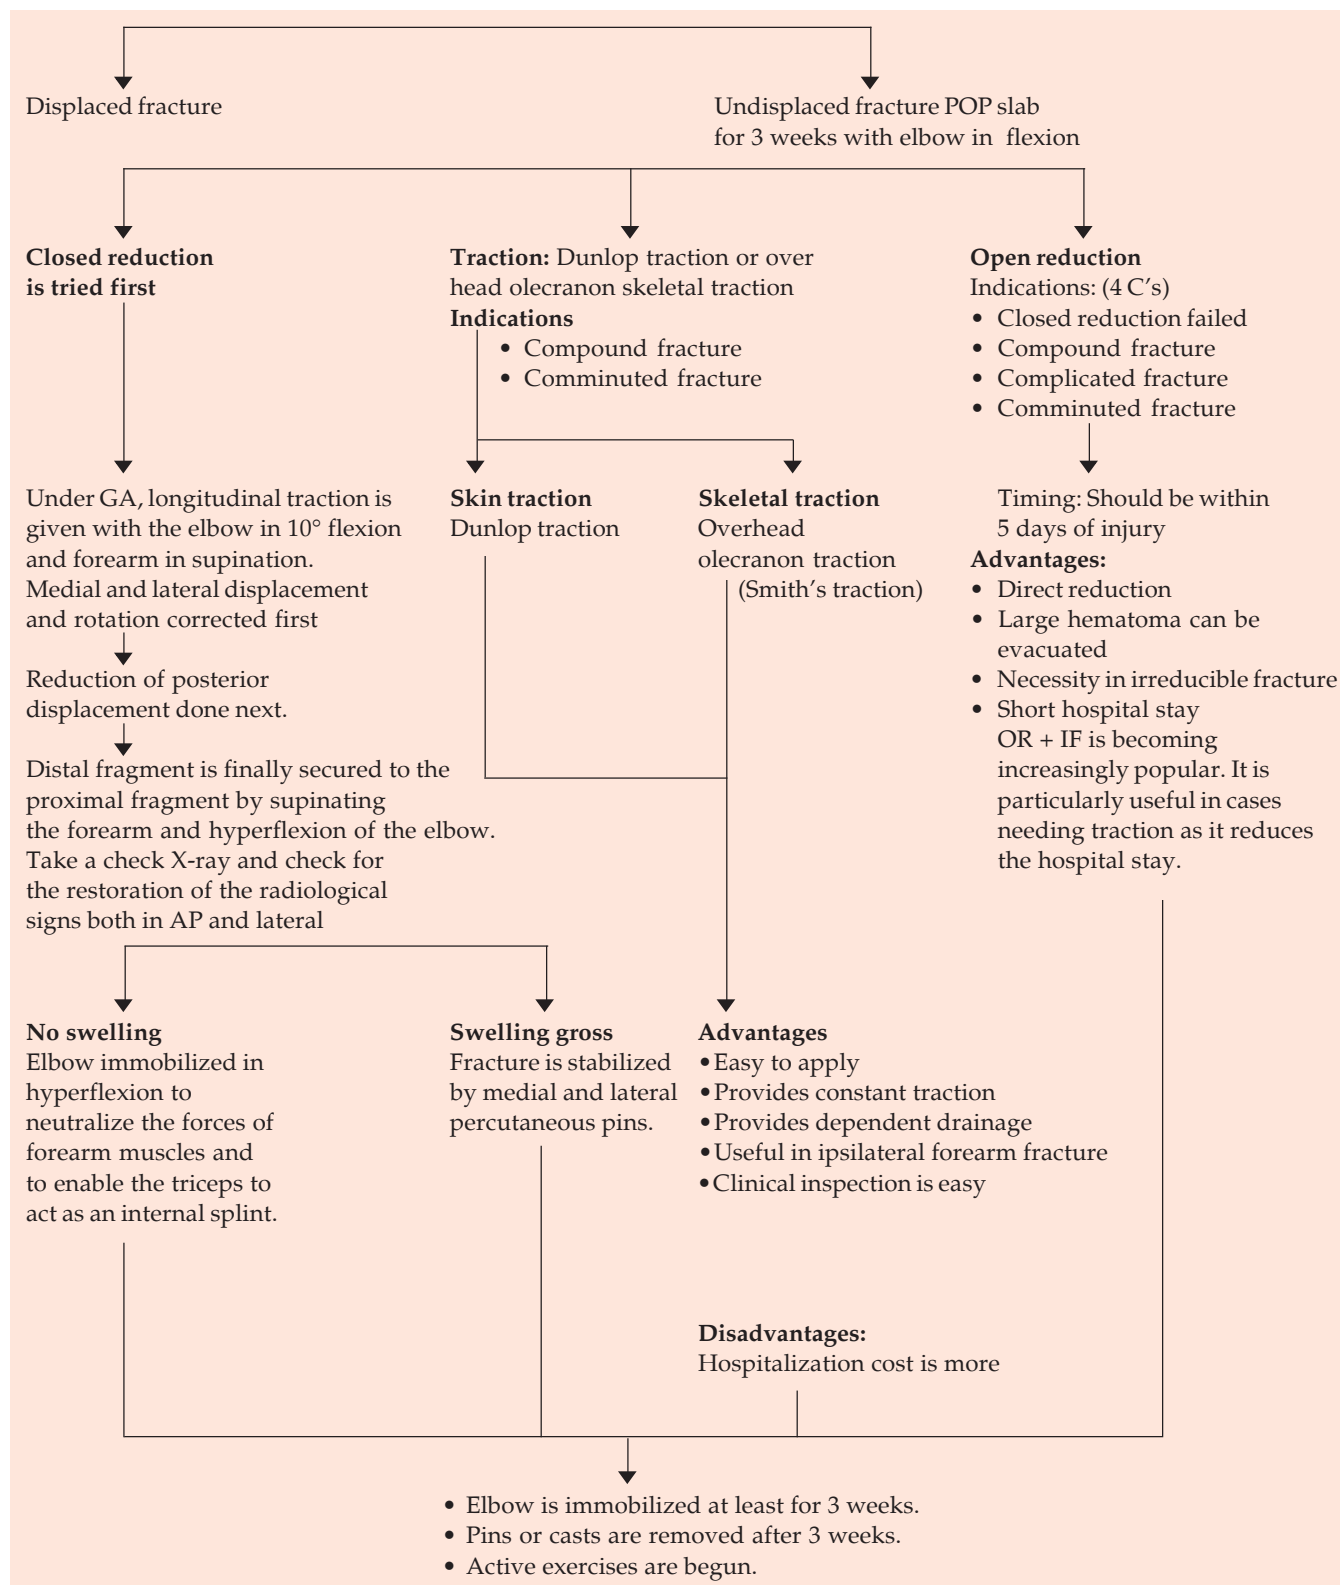 Displaced fracture
Undisplaced fracture POP slab
for 3 weeks with elbow in flexion
Closed reduction
is tried first
Traction: Dunlop traction or over
head olecranon skeletal traction
Indications
• Compound fracture
• Comminuted fracture
Open reduction
Indications: (4 C's)
• Closed reduction failed
• Compound fracture
• Complicated fracture
• Comminuted fracture
Under GA, longitudinal traction is
given with the elbow in 10° flexion
and forearm in supination.
Medial and lateral displacement
and rotation corrected first
Reduction of posterior
displacement done next.
Distal fragment is finally secured to the
proximal fragment by supinating
the forearm and hyperflexion of the elbow.
Take a check X-ray and check for
the restoration of the radiological
signs both in AP and lateral
Skin traction
Dunlop traction
Skeletal traction
Overhead
olecranon traction
(Smith's traction)
Timing: Should be within
5 days of injury
Advantages:
• Direct reduction
• Large hematoma can be
evacuated
• Necessity in irreducible fracture
• Short hospital stay
OR + IF is becoming
increasingly popular. It is
particularly useful in cases
needing traction as it reduces
the hospital stay.
No swelling
Elbow immobilized in
hyperflexion to
neutralize the forces of
forearm muscles and
to enable the triceps to
act as an internal splint.
Swelling gross
Fracture is stabilized
by medial and lateral
percutaneous pins.
Advantages
• Easy to apply
• Provides constant traction
• Provides dependent drainage
• Useful in ipsilateral forearm fracture
• Clinical inspection is easy
Disadvantages:
Hospitalization cost is more
• Elbow is immobilized at least for 3 weeks.
• Pins or casts are removed after 3 weeks.
• Active exercises are begun.